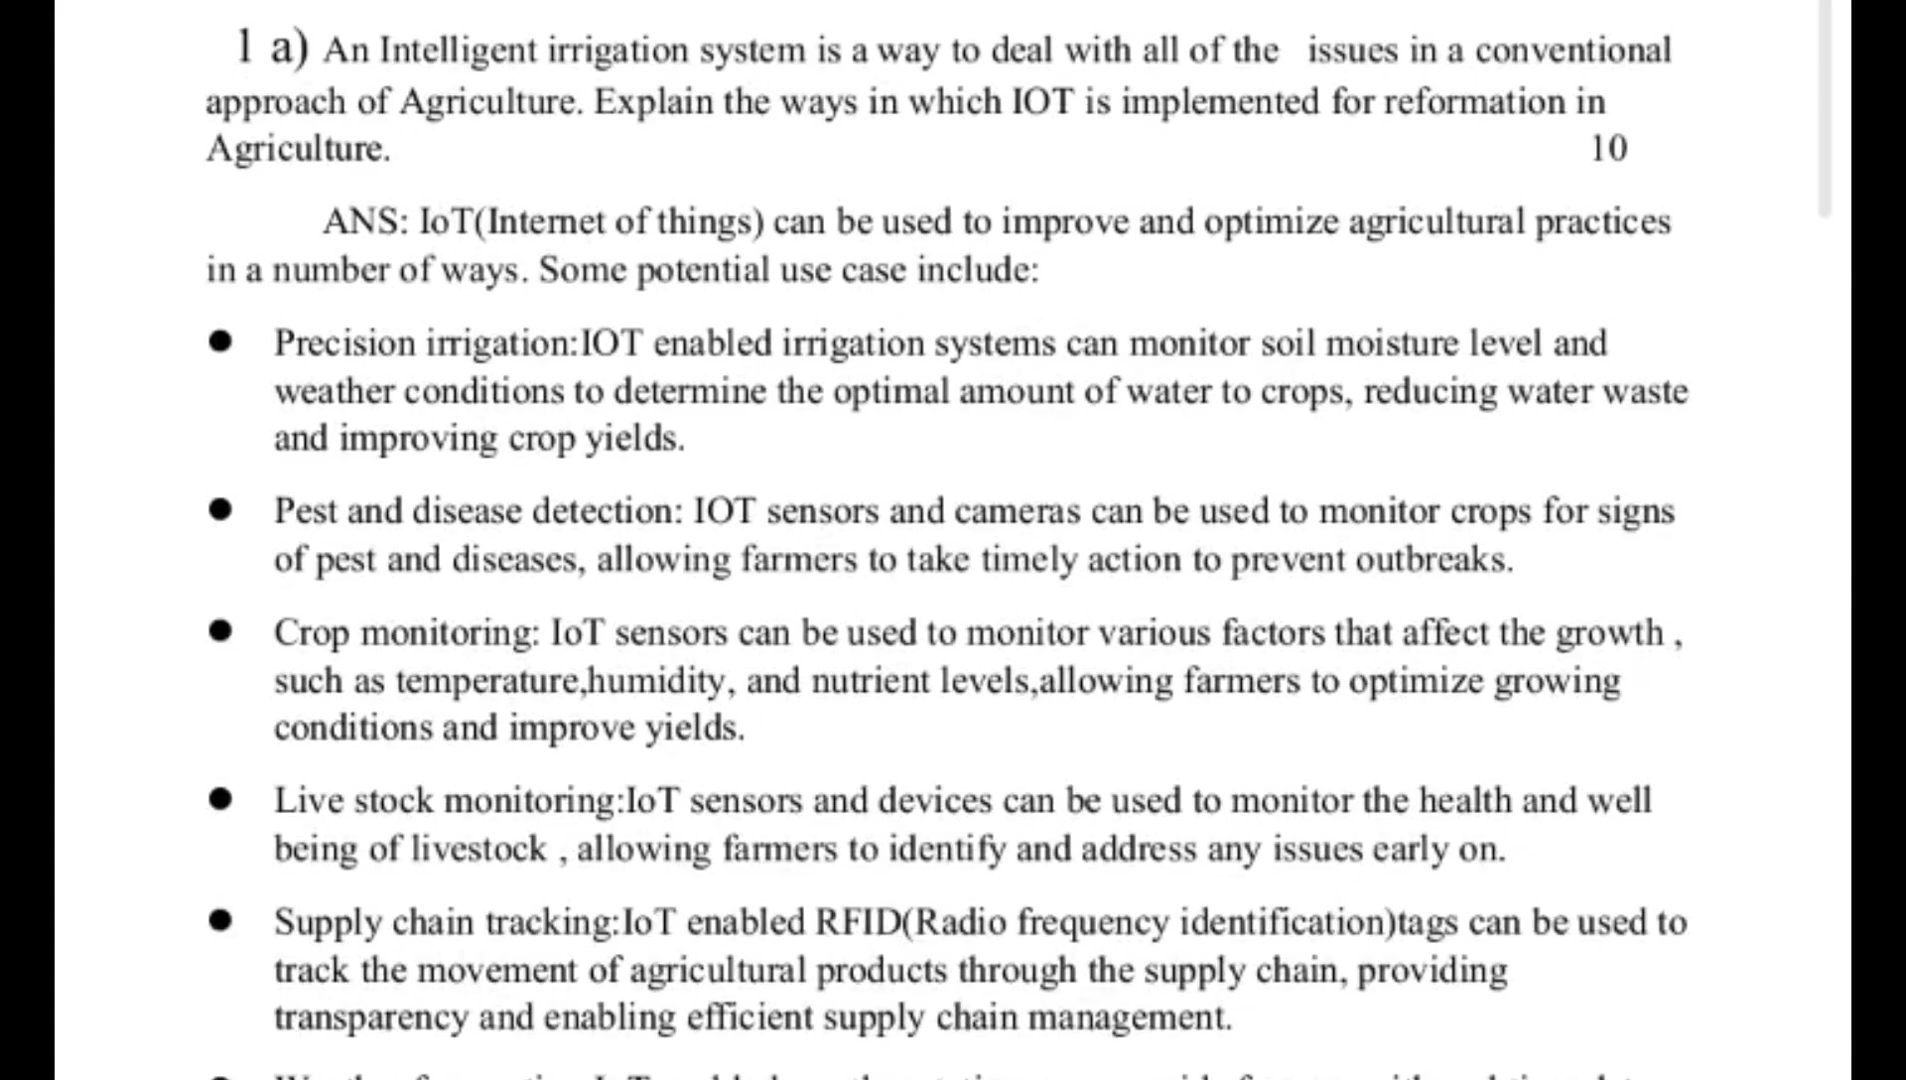 1 a) An Intelligent irrigation system is a way to deal with all of the issues in a conventional
approach of Agriculture. Explain the ways in which IOT is implemented for reformation in
Agriculture. 10
ANS: IoT(Internet of things) can be used to improve and optimize agricultural practices
in a number of ways. Some potential use case include:
● Precision irrigation:IOT enabled irrigation systems can monitor soil moisture level and
weather conditions to determine the optimal amount of water to crops, reducing water waste
and improving crop yields.
● Pest and disease detection: IOT sensors and cameras can be used to monitor crops for signs
of pest and diseases, allowing farmers to take timely action to prevent outbreaks.
● Crop monitoring: IoT sensors can be used to monitor various factors that affect the growth ,
such as temperature,humidity, and nutrient levels,allowing farmers to optimize growing
conditions and improve yields.
● Live stock monitoring:IoT sensors and devices can be used to monitor the health and well
being of livestock , allowing farmers to identify and address any issues early on.
● Supply chain tracking:IoT enabled RFID(Radio frequency identification)tags can be used to
track the movement of agricultural products through the supply chain, providing
transparency and enabling efficient supply chain management.